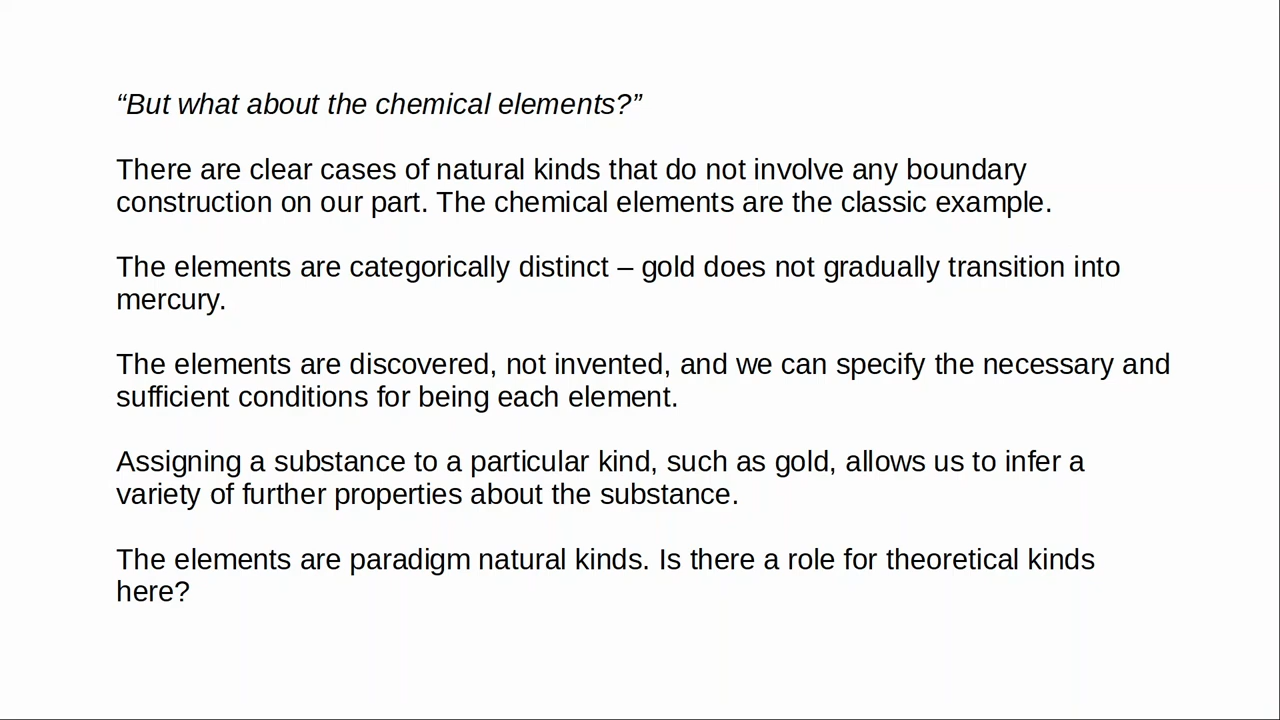 “But what about the chemical elements?”
There are clear cases of natural kinds that do not involve any boundary
construction on our part. The chemical elements are the classic example.
The elements are categorically distinct – gold does not gradually transition into
mercury.
The elements are discovered, not invented, and we can specify the necessary and
sufficient conditions for being each element.
Assigning a substance to a particular kind, such as gold, allows us to infer a
variety of further properties about the substance.
The elements are paradigm natural kinds. Is there a role for theoretical kinds
here?